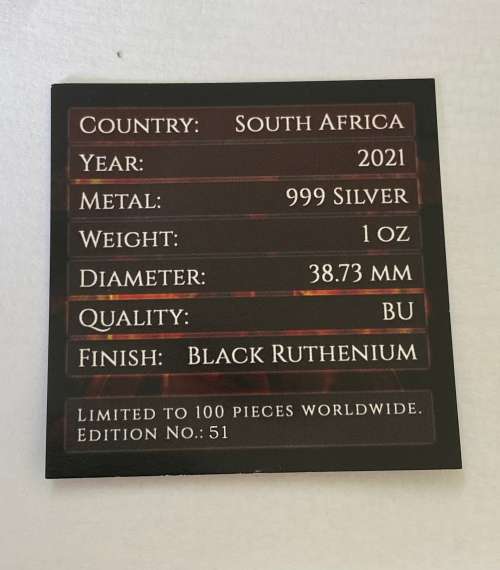 Country: South Africa
Year: 2021
Metal: 999 Silver
Weight: 1 oz
Diameter: 38.73 mm
Quality: BU
Finish: Black Ruthenium
Limited to 100 pieces worldwide.
Edition No.: 51